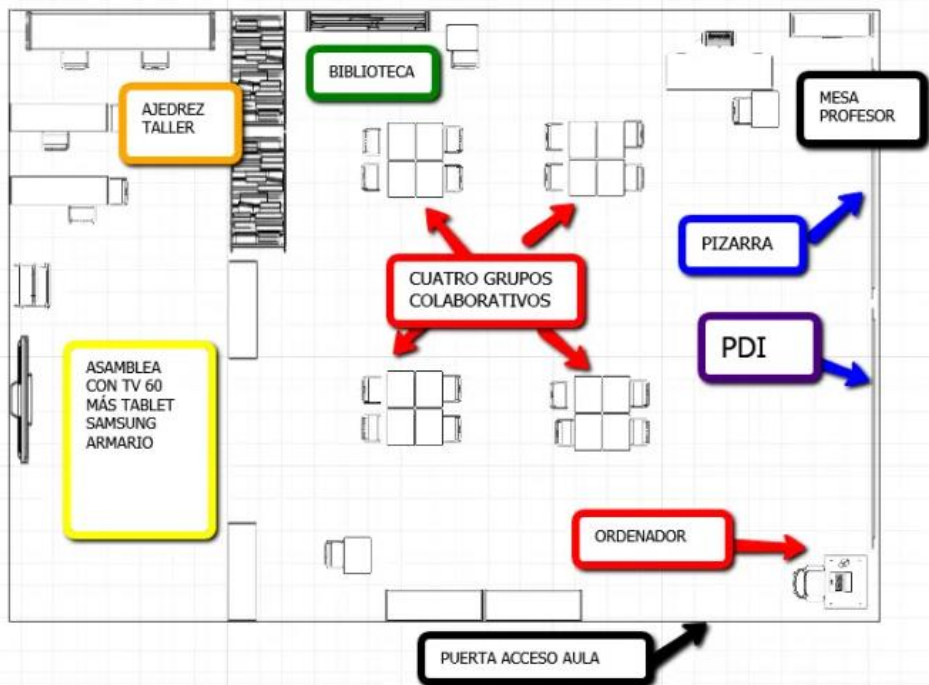 BIBLIOTECA
AJEDREZ
TALLER
MESA
PROFESOR
PIZARRA
CUATRO GRUPOS
COLABORATIVOS
PDI
ASAMBLEA
CON TV 60
MÁS TABLET
SAMSUNG
ARMARIO
ORDENADOR
PUERTA ACCESO AULA